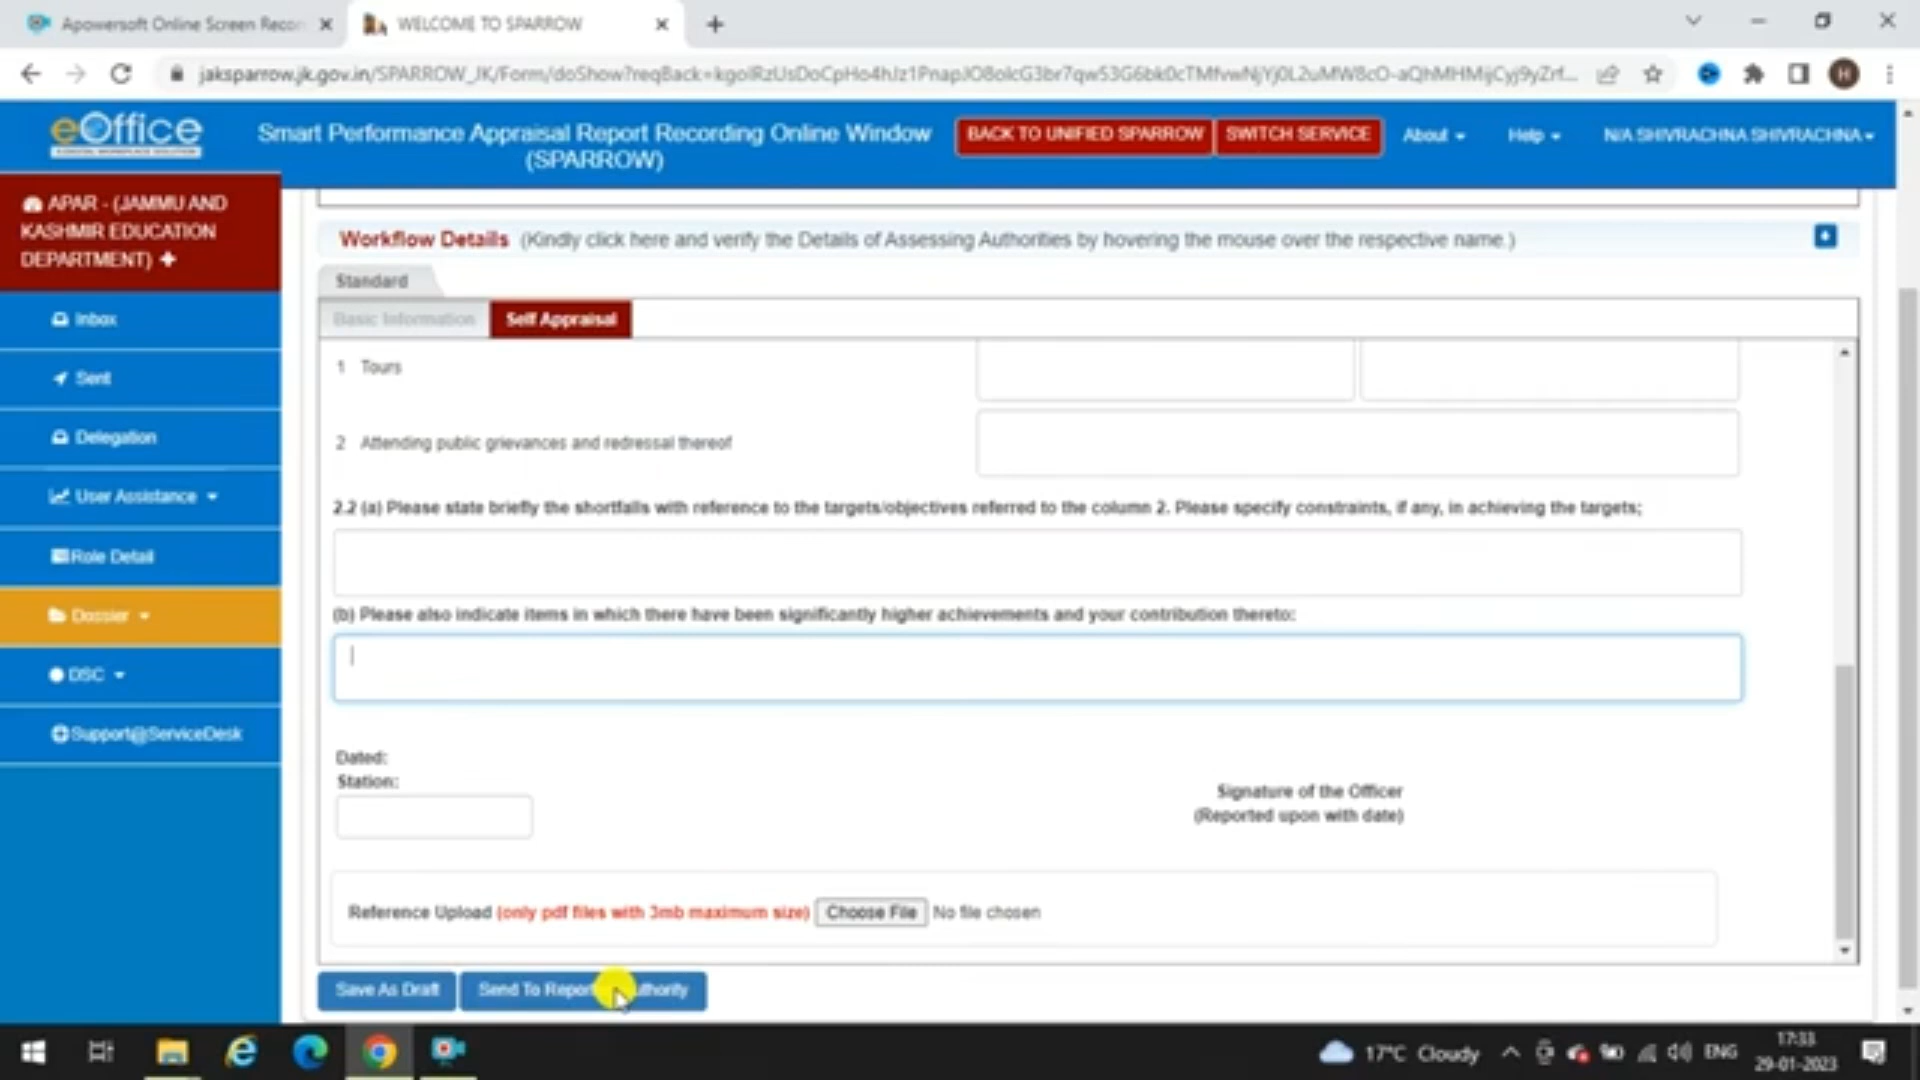 Apowersoft Online Screen Recor
WELCOME TO SPARROW
eOffice
Smart Performance Appraisal Report Recording Online Window
(SPARROW)
BACK TO UNIFIED SPARROW
SWITCH SERVICE
About
Help
N/A SHIVRACHNA SHIVRACHNA
APAR - (JAMMU AND
KASHMIR EDUCATION
DEPARTMENT)
Inbox
Sent
Delegation
User Assistance
Role Detail
Dossier
DSC
Support@ServiceDesk
Workflow Details (Kindly click here and verify the Details of Assessing Authorities by hovering the mouse over the respective name.)
Standard
Basic Information
Self Appraisal
1 Tours
2 Attending public grievances and redressal thereof
2.2 (a) Please state briefly the shortfalls with reference to the targets/objectives referred to the column 2. Please specify constraints, if any, in achieving the targets;
(b) Please also indicate items in which there have been significantly higher achievements and your contribution thereto:
Dated:
Station:
Signature of the Officer
(Reported upon with date)
Reference Upload (only pdf files with 3mb maximum size) Choose File No file chosen
Save As Draft
Send To Report uthority
17°C Cloudy
ENG
17:33
29-01-2023